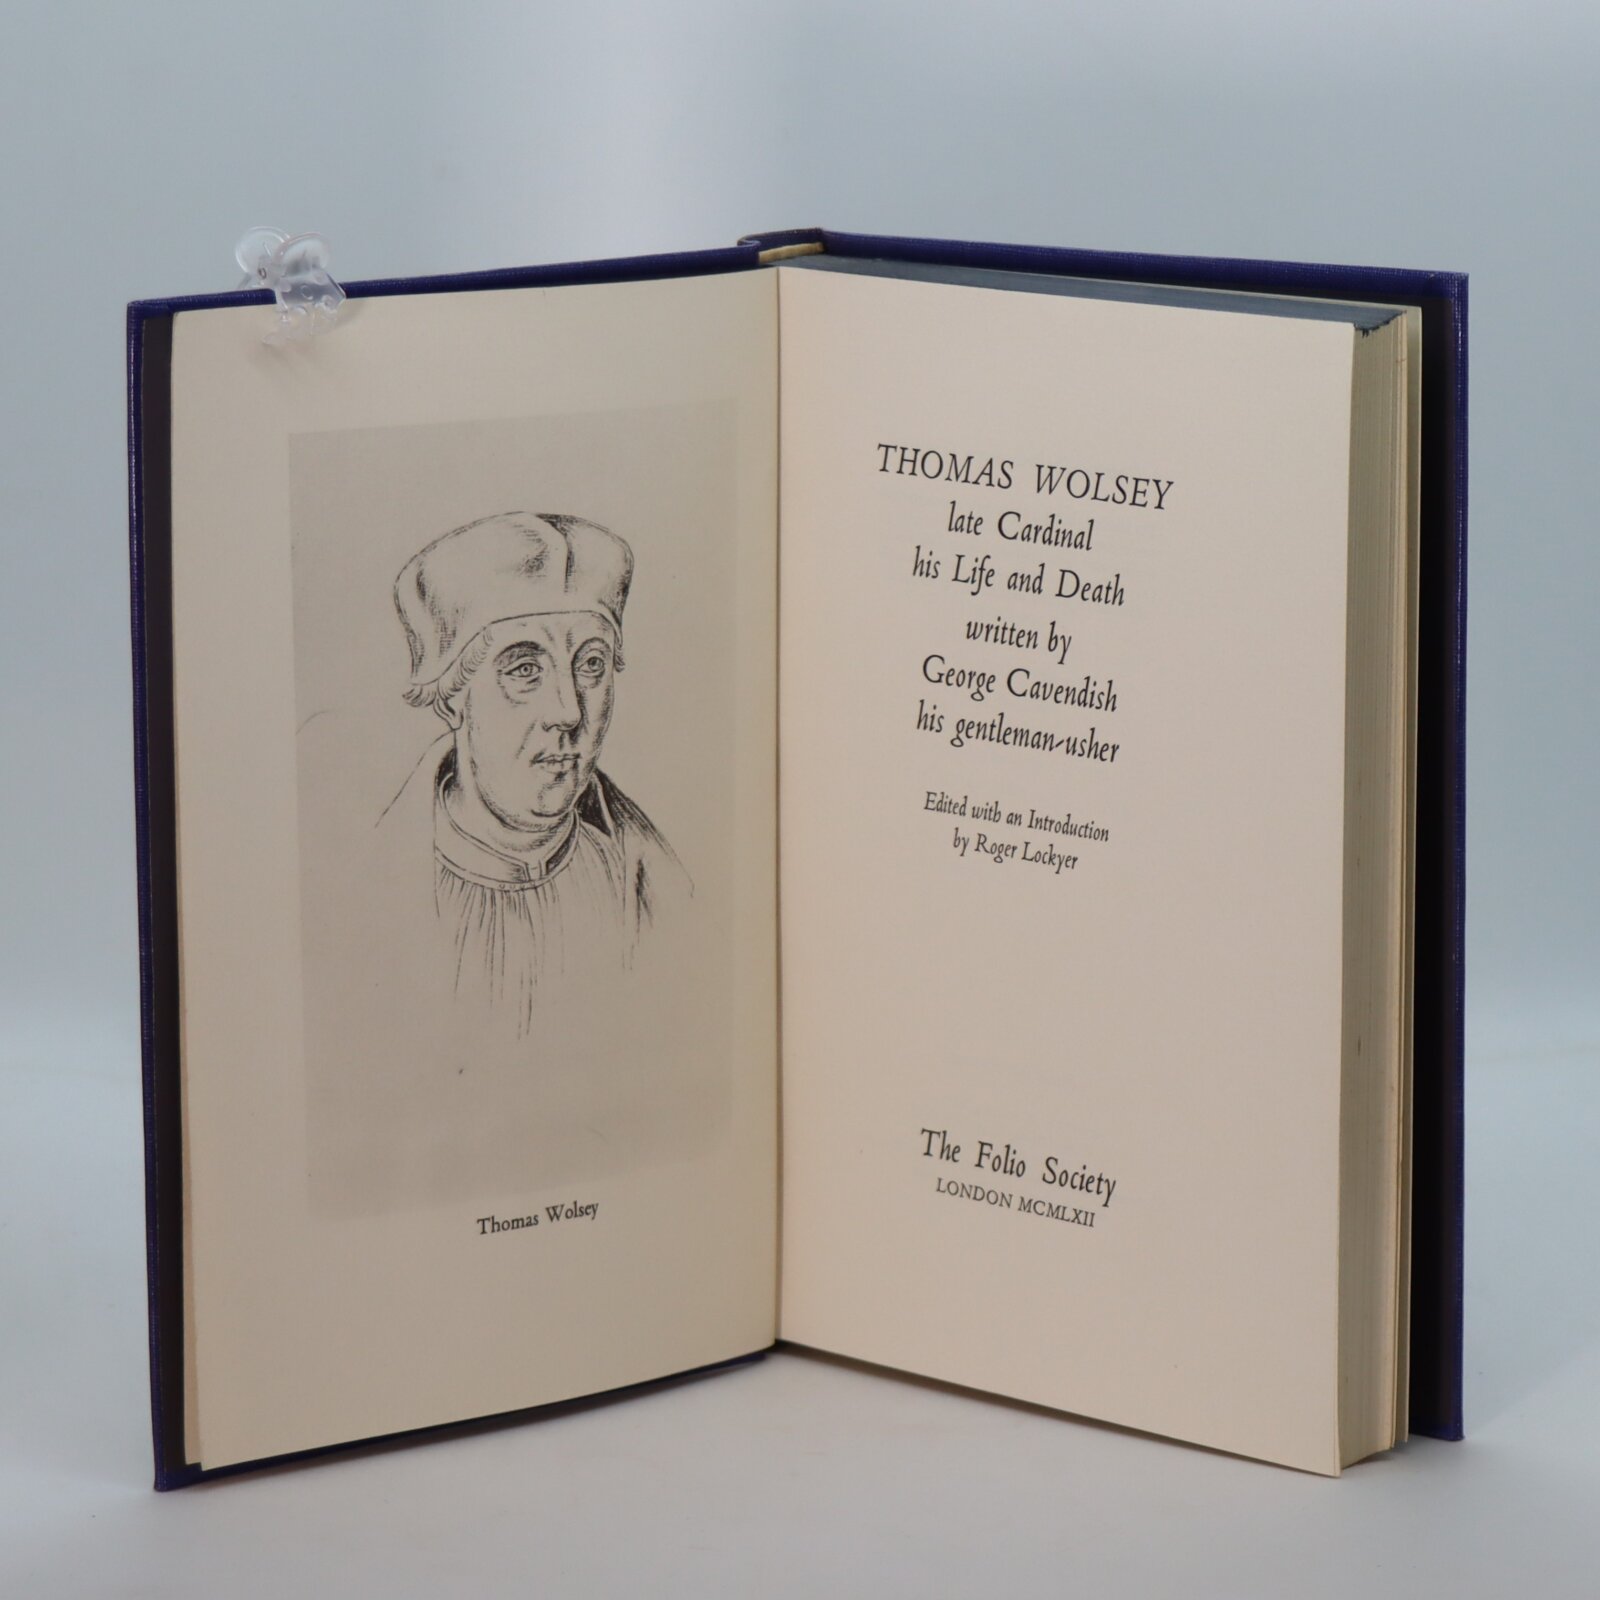 Thomas Wolsey
THOMAS WOLSEY
late Cardinal
his Life and Death
written by
George Cavendish
his gentleman-usher
Edited with an Introduction
by Roger Lockyer
The Folio Society
LONDON MCMLXII